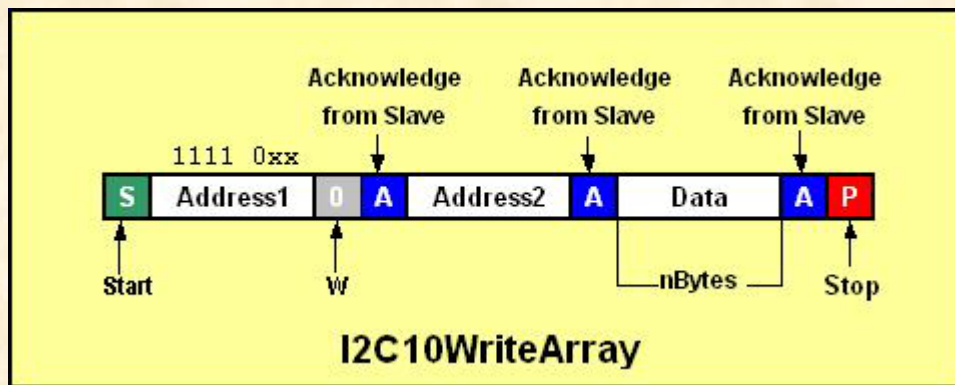 Acknowledge from Slave
Acknowledge from Slave
Acknowledge from Slave
1111 0xx
S Address1 0 A Address2 A Data A P
Start W nBytes Stop
I2C10WriteArray